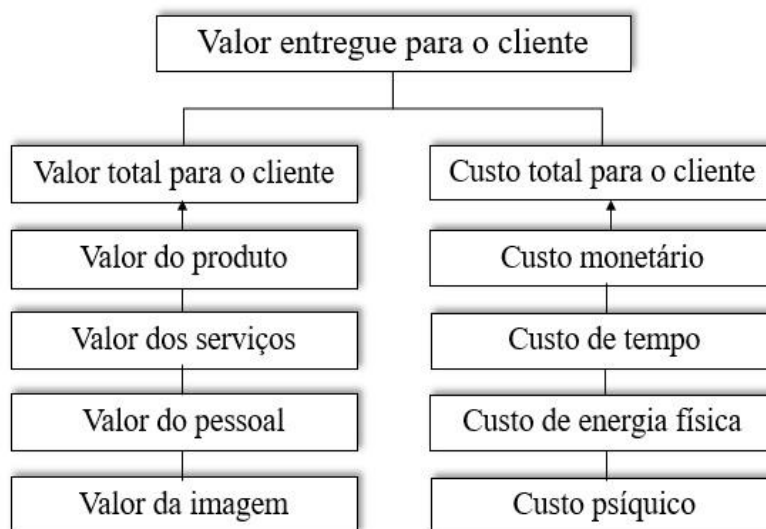 Valor entregue para o cliente
Valor total para o cliente
Valor do produto
Valor dos serviços
Valor do pessoal
Valor da imagem
Custo total para o cliente
Custo monetário
Custo de tempo
Custo de energia física
Custo psíquico